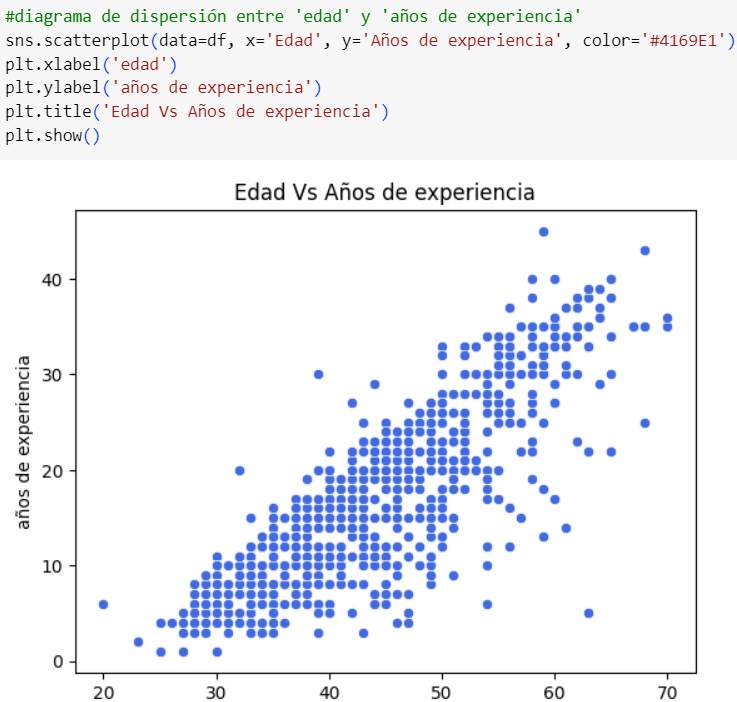 #diagrama de dispersión entre 'edad' y 'años de experiencia'
sns.scatterplot(data=df, x='Edad', y='Años de experiencia', color='#4169E1')
plt.xlabel('edad')
plt.ylabel('años de experiencia')
plt.title('Edad Vs Años de experiencia')
plt.show()
Edad Vs Años de experiencia
años de experiencia
40
30
20
10
0
20 30 40 50 60 70